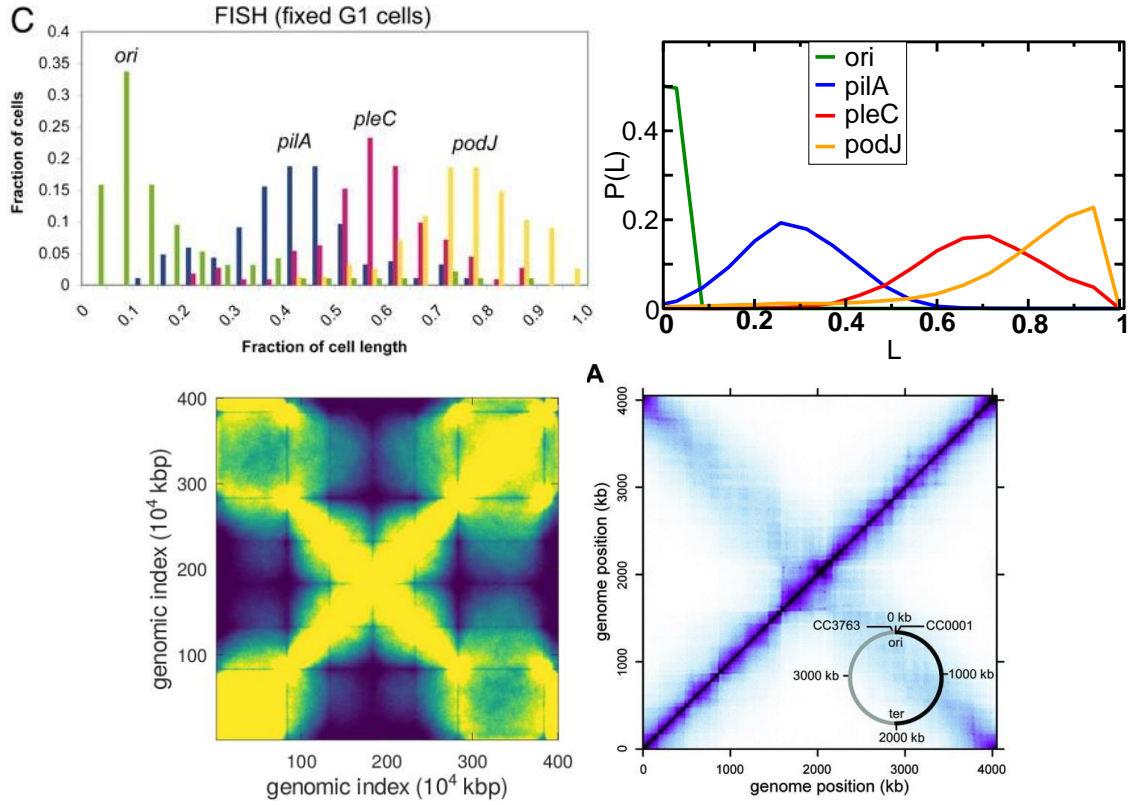 C
FISH (fixed G1 cells)
0.4
0.35
0.3
0.25
0.2
0.15
0.1
0.05
0
Fraction of cells
ori
pilA
pleC
podJ
0
0.1
0.2
0.3
0.4
0.5
0.6
0.7
0.8
0.9
1.0
Fraction of cell length
ori
pilA
pleC
podJ
P(L)
0.4
0.2
0
0
0.2
0.4
0.6
0.8
1
L
400
300
200
100
genomic index (10⁴ kbp)
100
200
300
400
genomic index (10⁴ kbp)
A
4000
3000
2000
1000
0
genome position (kb)
0 kb
CC3763
CC0001
ori
3000 kb
1000 kb
ter
2000 kb
0
1000
2000
3000
4000
genome position (kb)